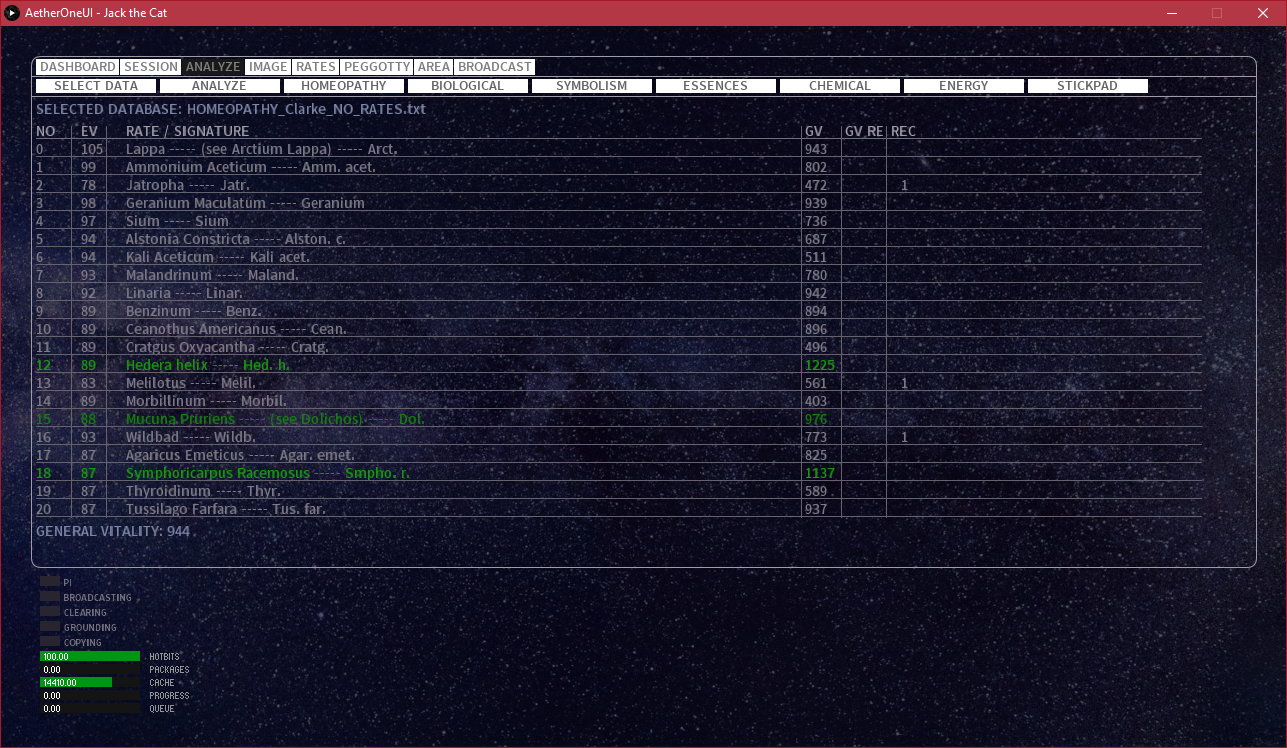 AetherOneUI - Jack the Cat
DASHBOARD SESSION ANALYZE IMAGE RATES PEGGOTTY AREA BROADCAST
SELECT DATA ANALYZE HOMEOPATHY BIOLOGICAL SYMBOLISM ESSENCES CHEMICAL ENERGY STICKPAD
SELECTED DATABASE: HOMEOPATHY_Clarke_NO_RATES.txt
NO EV RATE / SIGNATURE GV GV RE REC
0 105 Lappa ----- (see Arctium Lappa) ----- Arct. 943
1 99 Ammonium Aceticum ----- Amm. acet. 802
2 78 Jatropha ----- Jatr. 472 1
3 98 Geranium Maculatum ----- Geranium 939
4 97 Sium ----- Sium 736
5 94 Alstonia Constricta ----- Alston. c. 687
6 94 Kali Aceticum ----- Kali acet. 511
7 93 Malandrinum ----- Maland. 780
8 92 Linaria ----- Linar. 942
9 89 Benzinum ----- Benz. 894
10 89 Ceanothus Americanus ----- Cean. 896
11 89 Cratgus Oxyacantha ----- Cratg. 496
12 89 Hedera helix ----- Hed. h. 1225
13 83 Melilotus ----- Melil. 561 1
14 89 Morbillinum ----- Morbil. 403
15 88 Mucuna Pruriens ----- (see Dolichos) ----- Dol. 976
16 93 Wildbad ----- Wildb. 773 1
17 87 Agaricus Emeticus ----- Agar. emet. 825
18 87 Symphoricarpus Racemosus ----- Smpho. r. 1137
19 87 Thyroidinum ----- Thyr. 589
20 87 Tussilago Farfara ----- Tus. far. 937
GENERAL VITALITY: 944
PI
BROADCASTING
CLEARING
GROUNDING
COPYING
100.00 HOTBITS
0.00 PACKAGES
14410.00 CACHE
0.00 PROGRESS
0.00 QUEUE